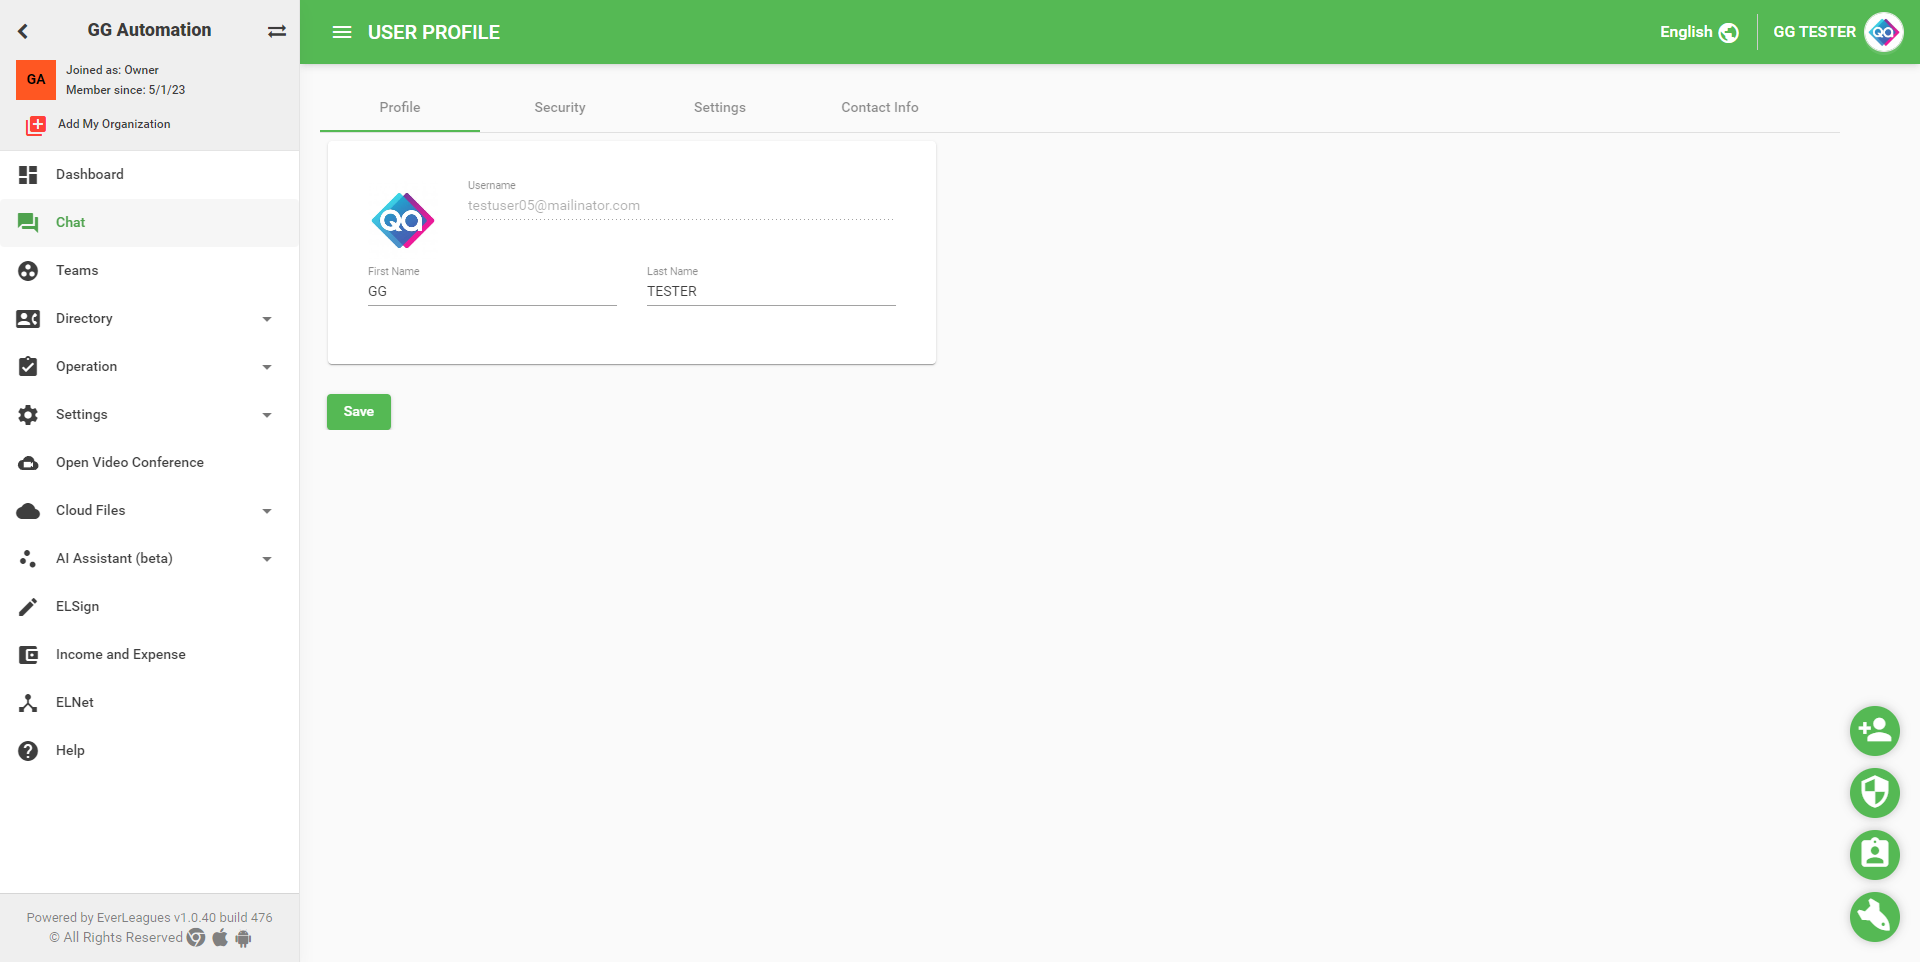 GG Automation
GA
Joined as: Owner
Member since: 5/1/23
Add My Organization
Dashboard
Chat
Teams
Directory
Operation
Settings
Open Video Conference
Cloud Files
AI Assistant (beta)
ELSign
Income and Expense
ELNet
Help
Powered by EverLeagues v1.0.40 build 476
© All Rights Reserved
USER PROFILE
English
GG TESTER
QA
Profile
Security
Settings
Contact Info
QA
Username
testuser05@mailinator.com
First Name
Last Name
GG
TESTER
Save